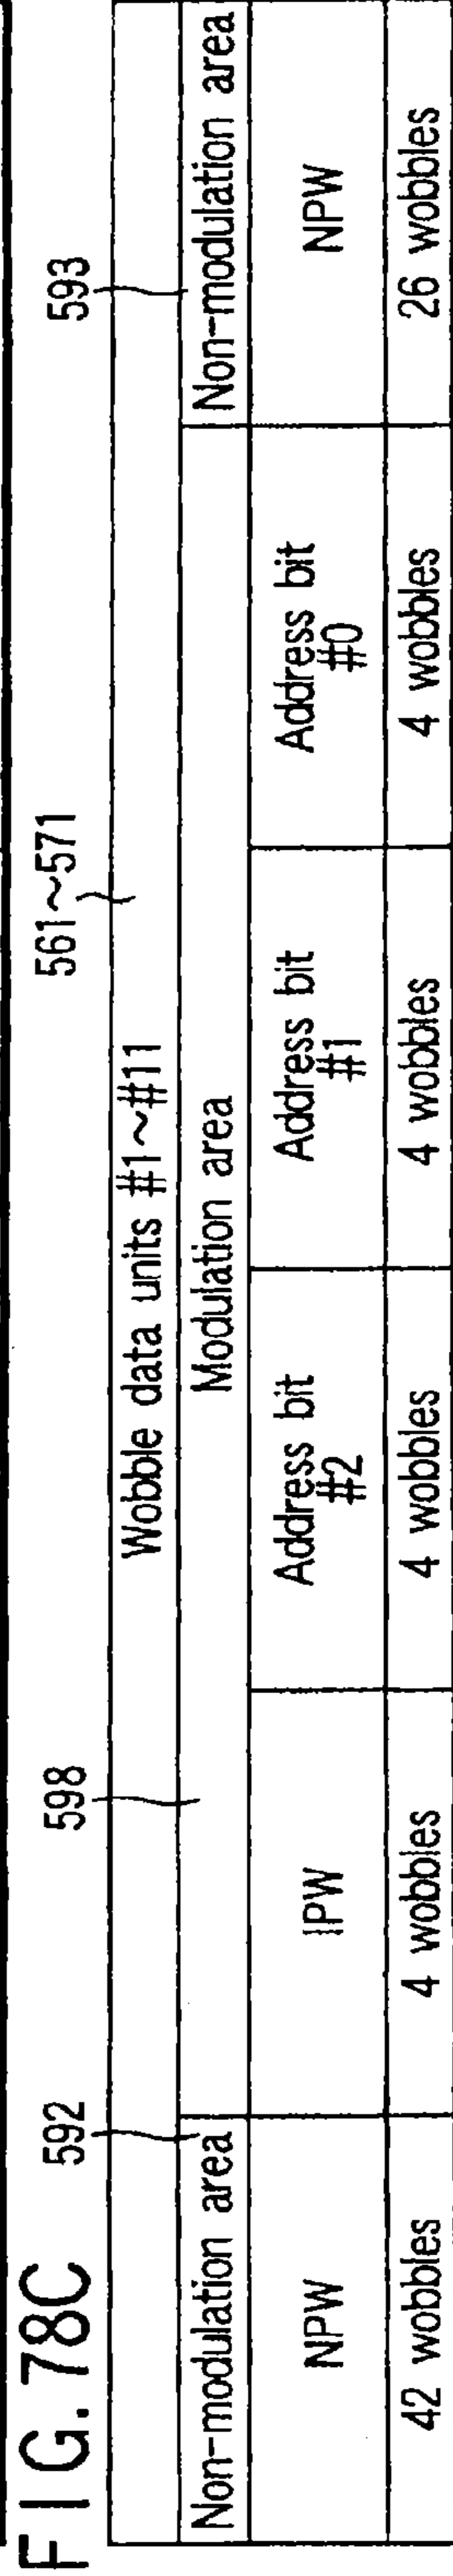 FIG. 78C
592
598
561~571
593
Wobble data units #1~#11
Non-modulation area
Modulation area
Non-modulation area
NPW
IPW
Address bit
#2
Address bit
#1
Address bit
#0
NPW
42 wobbles
4 wobbles
4 wobbles
4 wobbles
4 wobbles
26 wobbles